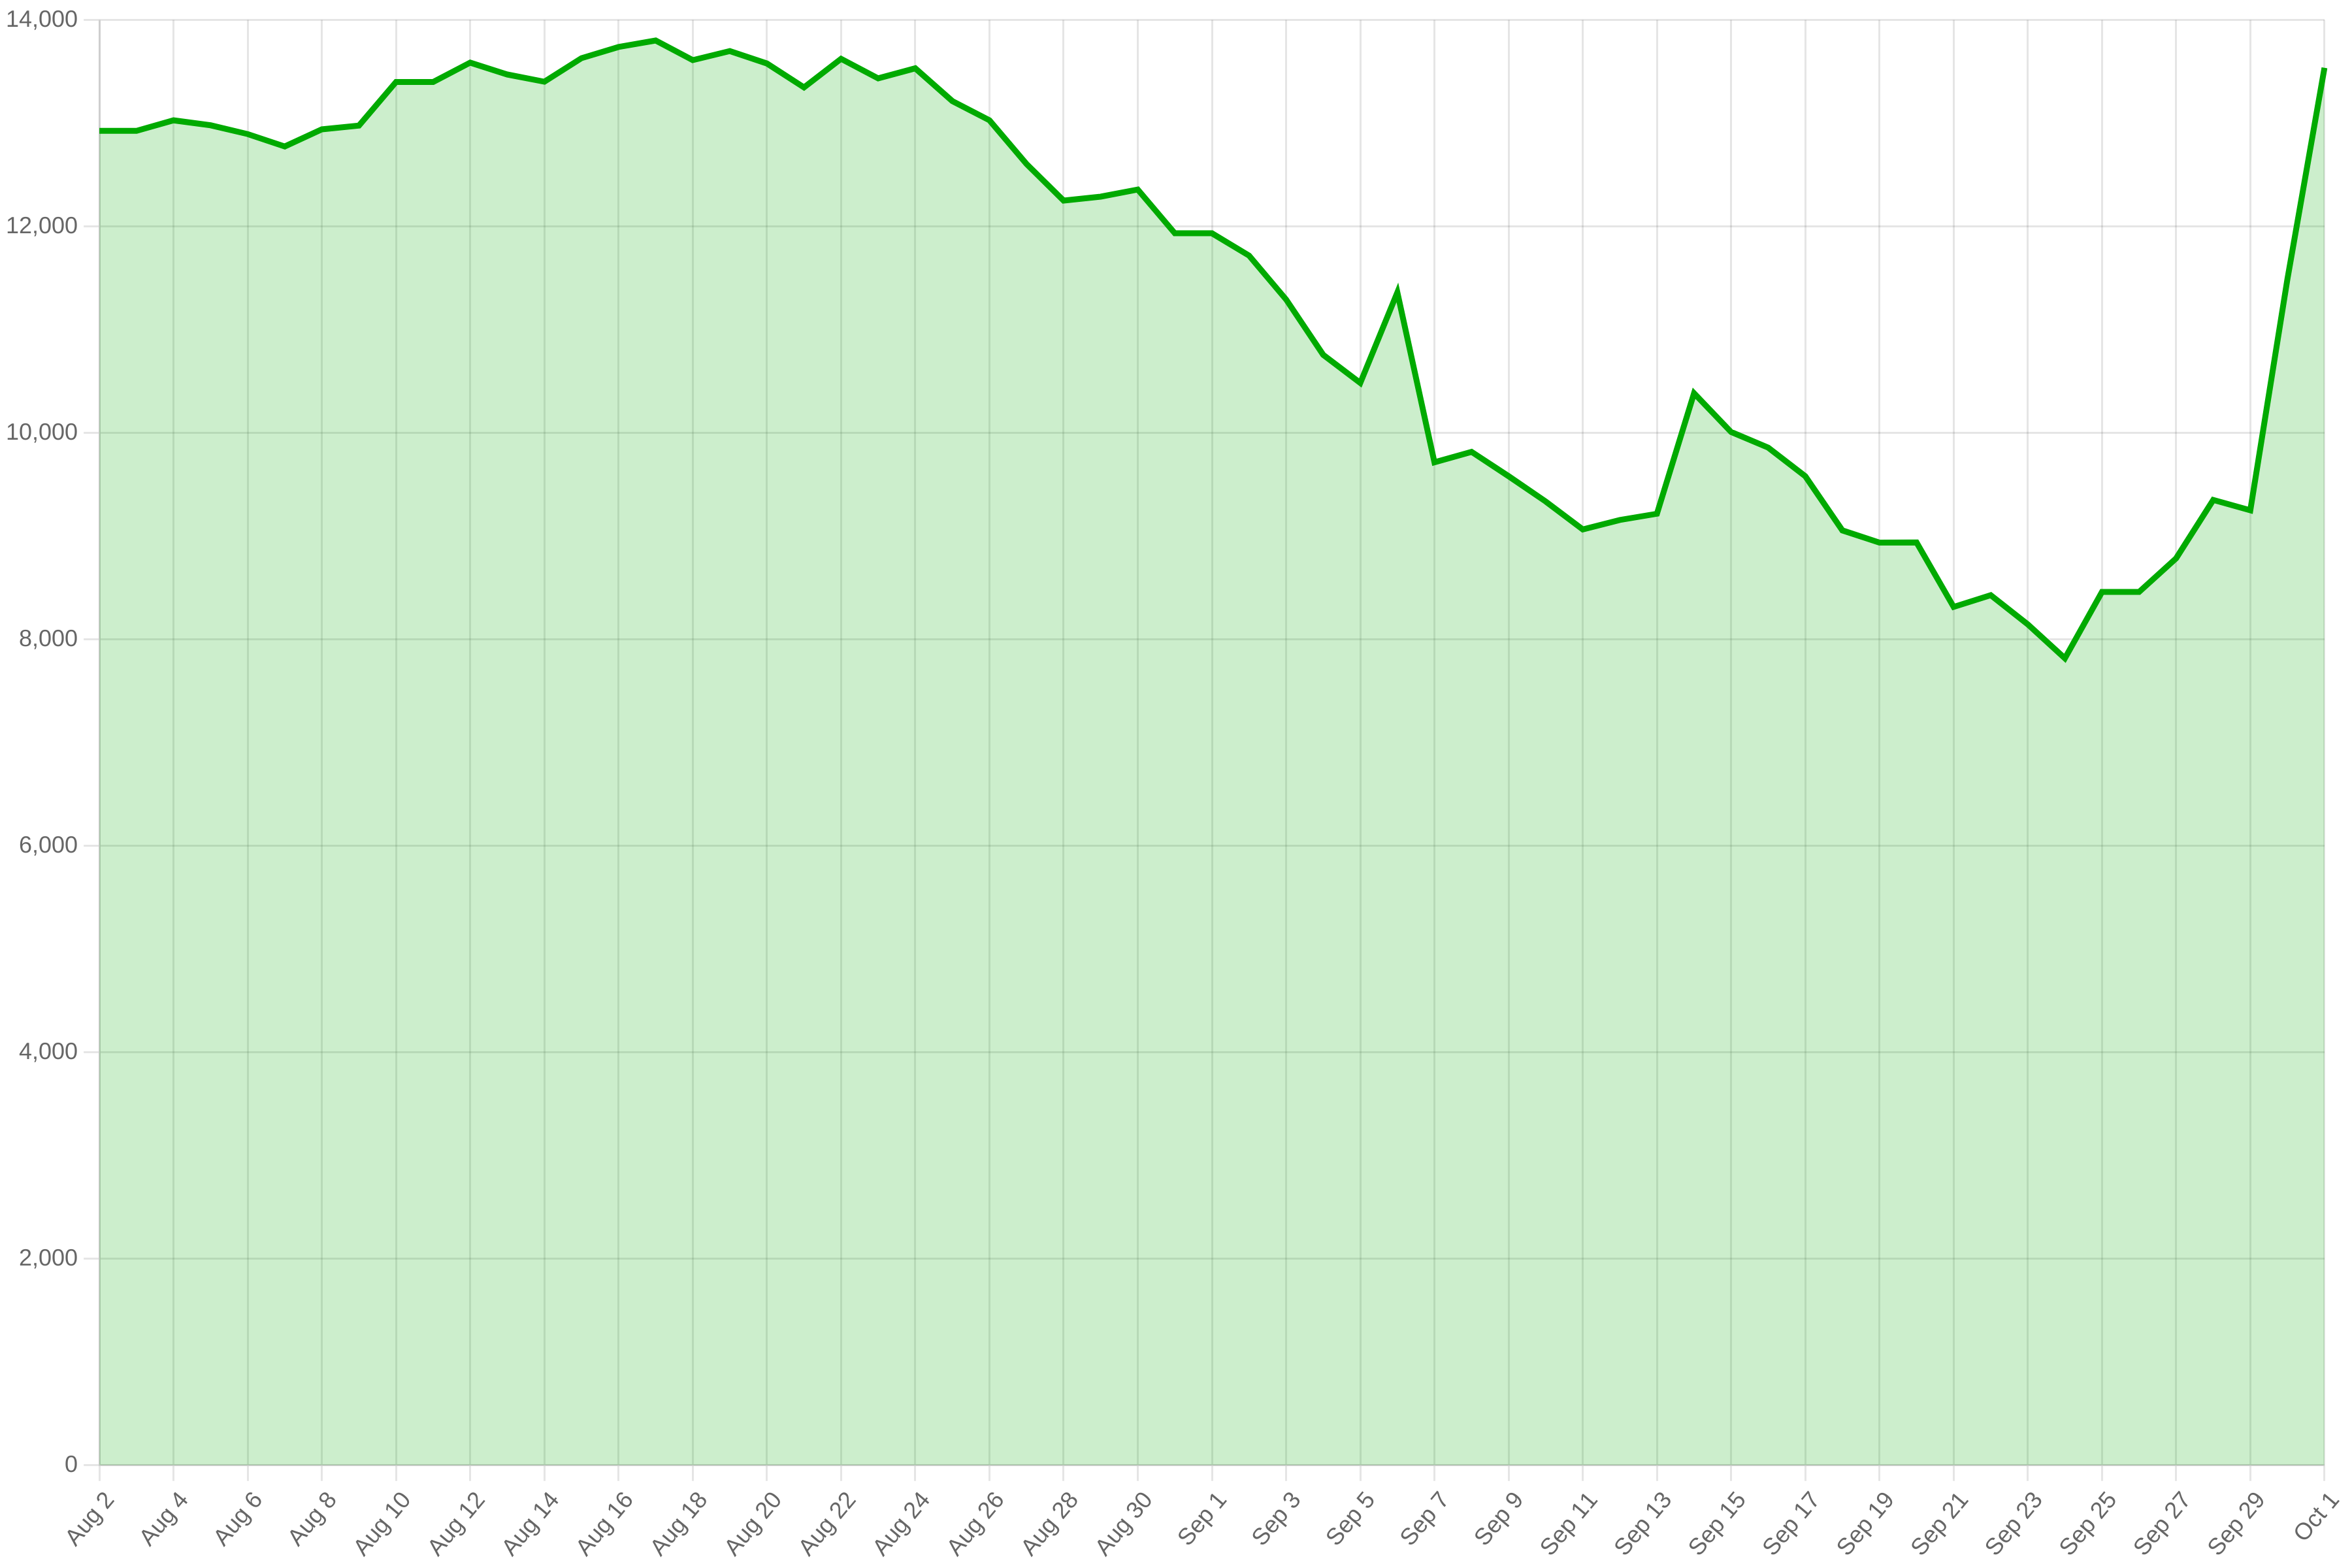 14,000
12,000
10,000
8,000
6,000
4,000
2,000
0
Aug 2
Aug 4
Aug 6
Aug 8
Aug 10
Aug 12
Aug 14
Aug 16
Aug 18
Aug 20
Aug 22
Aug 24
Aug 26
Aug 28
Aug 30
Sep 1
Sep 3
Sep 5
Sep 7
Sep 9
Sep 11
Sep 13
Sep 15
Sep 17
Sep 19
Sep 21
Sep 23
Sep 25
Sep 27
Sep 29
Oct 1